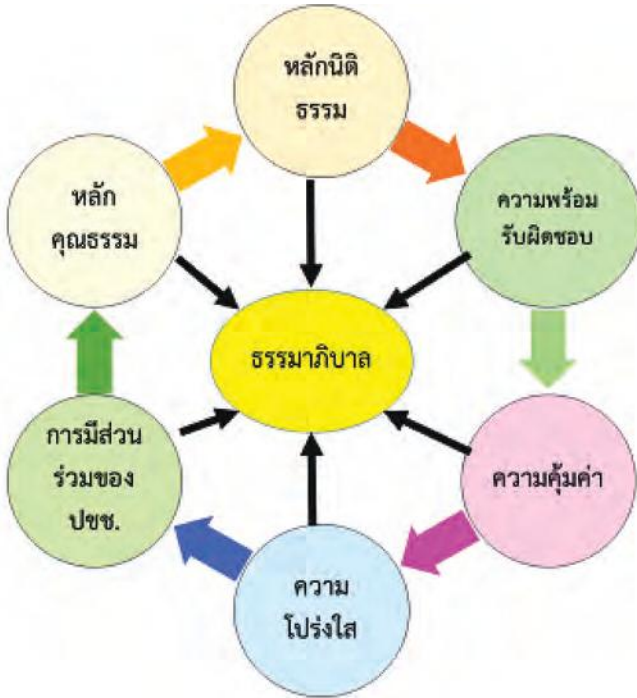 หลักนิติ
ธรรม
ความพร้อม
รับผิดชอบ
ความคุ้มค่า
ความ
โปร่งใส
การมีส่วน
ร่วมของ
ปชช.
หลัก
คุณธรรม
ธรรมาภิบาล